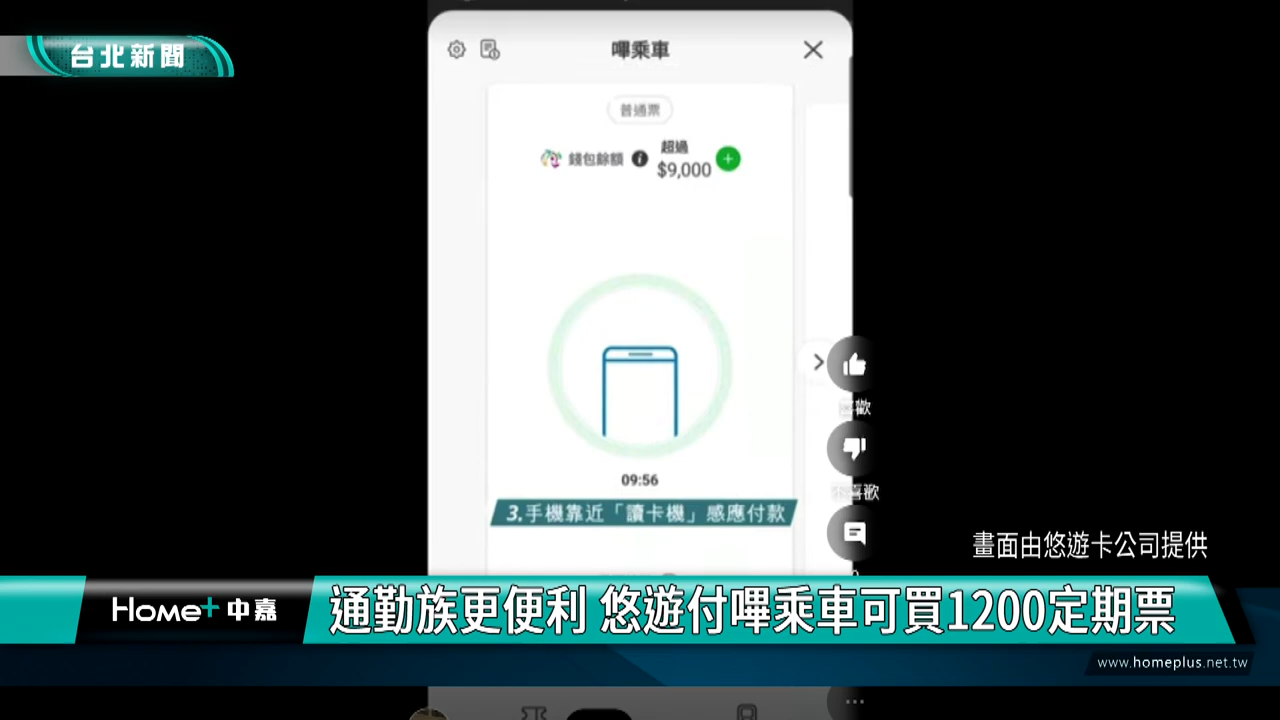 台北新聞
嗶乘車
普通票
錢包餘額
超過
$9,000
09:56
3.手機靠近「讀卡機」感應付款
喜歡
不喜歡
畫面由悠遊卡公司提供
Home+中嘉
通勤族更便利 悠遊付嗶乘車可買1200定期票
www.homeplus.net.tw